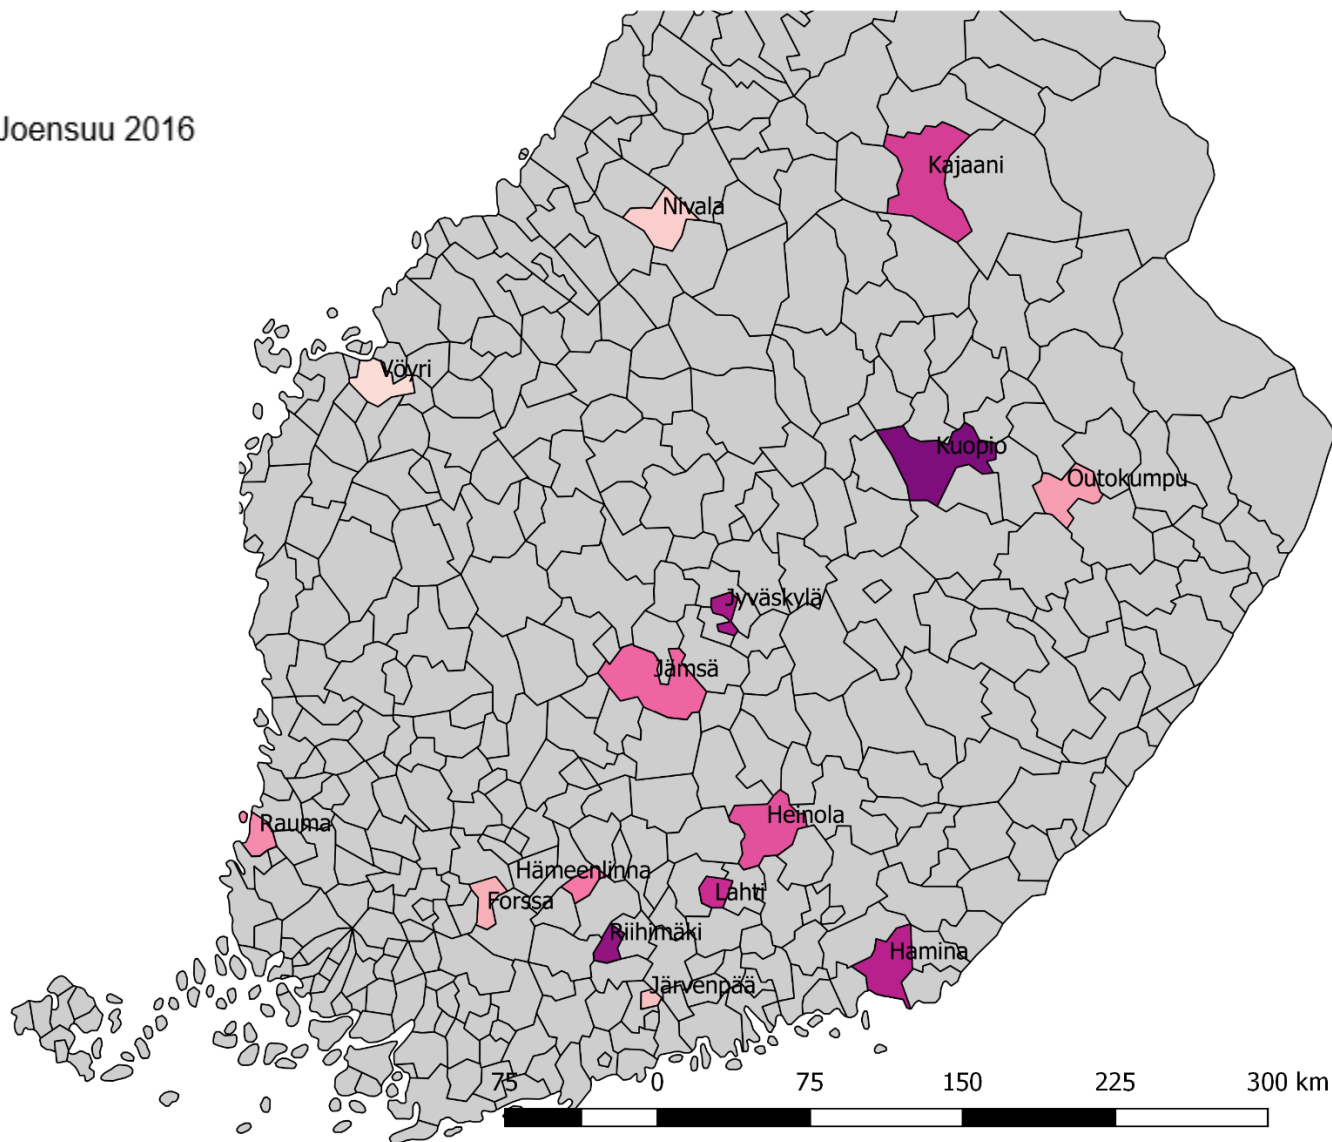 Joensuu 2016
Kajaani
Nivala
Vöyri
Kuopio
Outokumpu
Jyväskylä
Jämsä
Heinola
Rauma
Hämeenlinna
Lahti
Forssa
Riihimäki
Hamina
Järvenpää
75 0 75 150 225 300 km